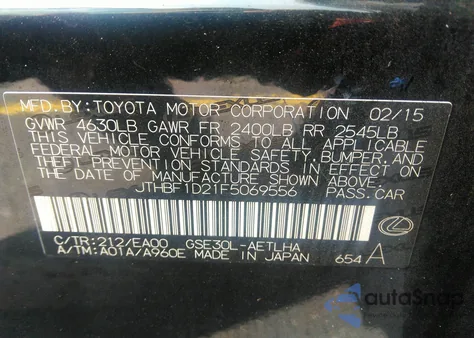 MFD.BY:TOYOTA MOTOR CORPORATION 02/15
GVWR 4630LB GAWR FR 2400LB RR 2545LB
THIS VEHICLE CONFORMS TO ALL APPLICABLE
FEDERAL MOTOR VEHICLE SAFETY,BUMPER,AND
THEFT PREVENTION STANDARDS IN EFFECT ON
THE DATE OF MANUFACTURE SHOWN ABOVE.
JTHBF1D21F5069556 PASS.CAR
C/TR:212/EA00 GSE30L-AETLHA
A/TM:A01A/A960E MADE IN JAPAN 654 A
autoSnap